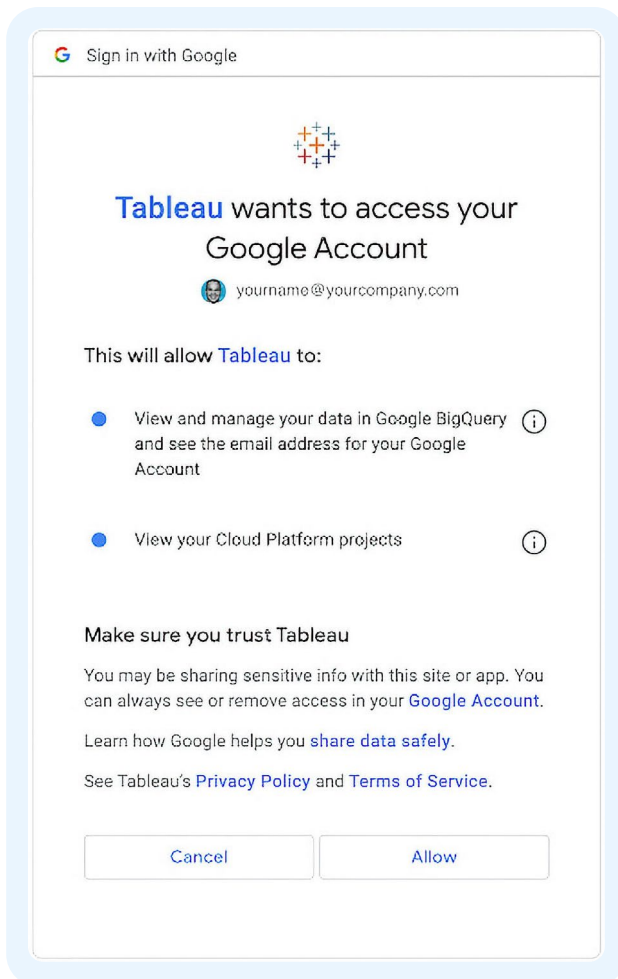 Sign in with Google
Tableau wants to access your
Google Account
yourname@yourcompany.com
This will allow Tableau to:
View and manage your data in Google BigQuery
and see the email address for your Google
Account
View your Cloud Platform projects
Make sure you trust Tableau
You may be sharing sensitive info with this site or app. You
can always see or remove access in your Google Account.
Learn how Google helps you share data safely.
See Tableau's Privacy Policy and Terms of Service.
Cancel
Allow